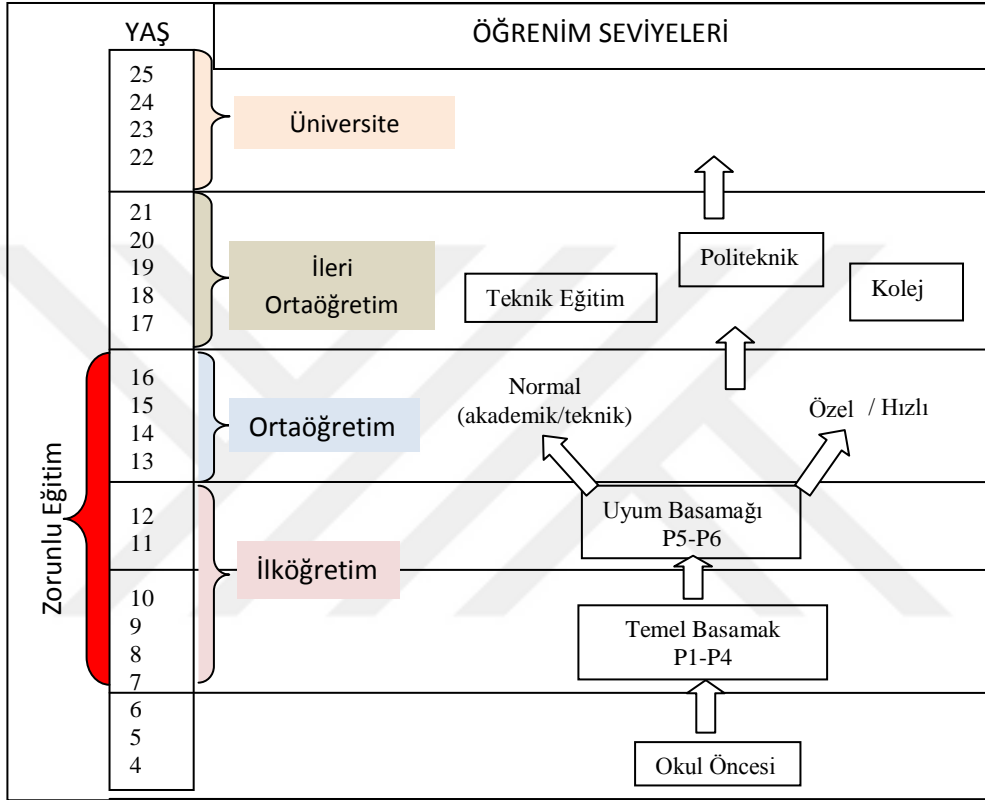 YAŞ
ÖĞRENİM SEVİYELERİ
25
24
23
22
Üniversite
21
20
19
18
17
İleri
Ortaöğretim
Teknik Eğitim
Politeknik
Kolej
Zorunlu Eğitim
16
15
14
13
Ortaöğretim
Normal
(akademik/teknik)
Özel / Hızlı
12
11
Uyum Basamağı
P5-P6
İlköğretim
10
9
8
7
Temel Basamak
P1-P4
6
5
4
Okul Öncesi